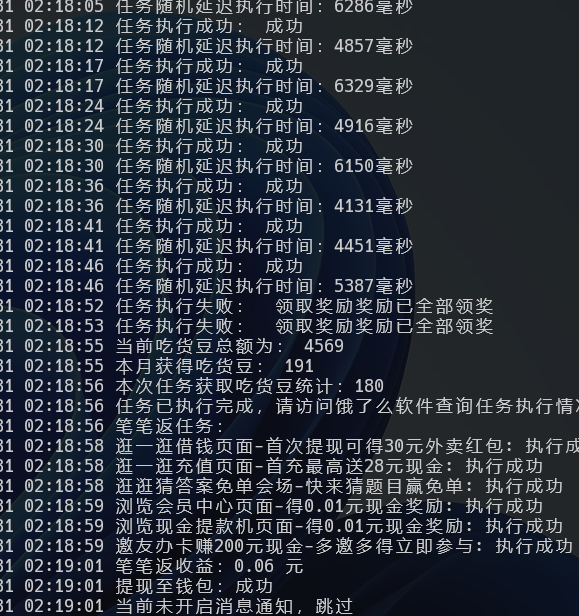 31 02:18:05 任务随机延迟执行时间: 6286毫秒
31 02:18:12 任务执行成功: 成功
31 02:18:12 任务随机延迟执行时间: 4857毫秒
31 02:18:17 任务执行成功: 成功
31 02:18:17 任务随机延迟执行时间: 6329毫秒
31 02:18:24 任务执行成功: 成功
31 02:18:24 任务随机延迟执行时间: 4916毫秒
31 02:18:30 任务执行成功: 成功
31 02:18:30 任务随机延迟执行时间: 6150毫秒
31 02:18:36 任务执行成功: 成功
31 02:18:36 任务随机延迟执行时间: 4131毫秒
31 02:18:41 任务执行成功: 成功
31 02:18:41 任务随机延迟执行时间: 4451毫秒
31 02:18:46 任务执行成功: 成功
31 02:18:46 任务随机延迟执行时间: 5387毫秒
31 02:18:52 任务执行失败: 领取奖励奖励已全部领奖
31 02:18:53 任务执行失败: 领取奖励奖励已全部领奖
31 02:18:55 当前吃货豆总额为: 4569
31 02:18:55 本月获得吃货豆: 191
31 02:18:56 本次任务获取吃货豆统计: 180
31 02:18:56 任务已执行完成, 请访问饿了么软件查询任务执行情
31 02:18:56 笔笔返任务:
31 02:18:58 逛一逛借钱页面-首次提现可得30元外卖红包: 执行成
31 02:18:58 逛一逛充值页面-首充最高送28元现金: 执行成功
31 02:18:58 逛逛猜答案免单会场-快来猜题目赢免单: 执行成功
31 02:18:59 浏览会员中心页面-得0.01元现金奖励: 执行成功
31 02:18:59 浏览现金提款机页面-得0.01元现金奖励: 执行成功
31 02:18:59 邀友办卡赚200元现金-多邀多得立即参与: 执行成功
31 02:19:01 笔笔返收益: 0.06 元
31 02:19:01 提现至钱包: 成功
31 02:19:01 当前未开启消息通知, 跳过